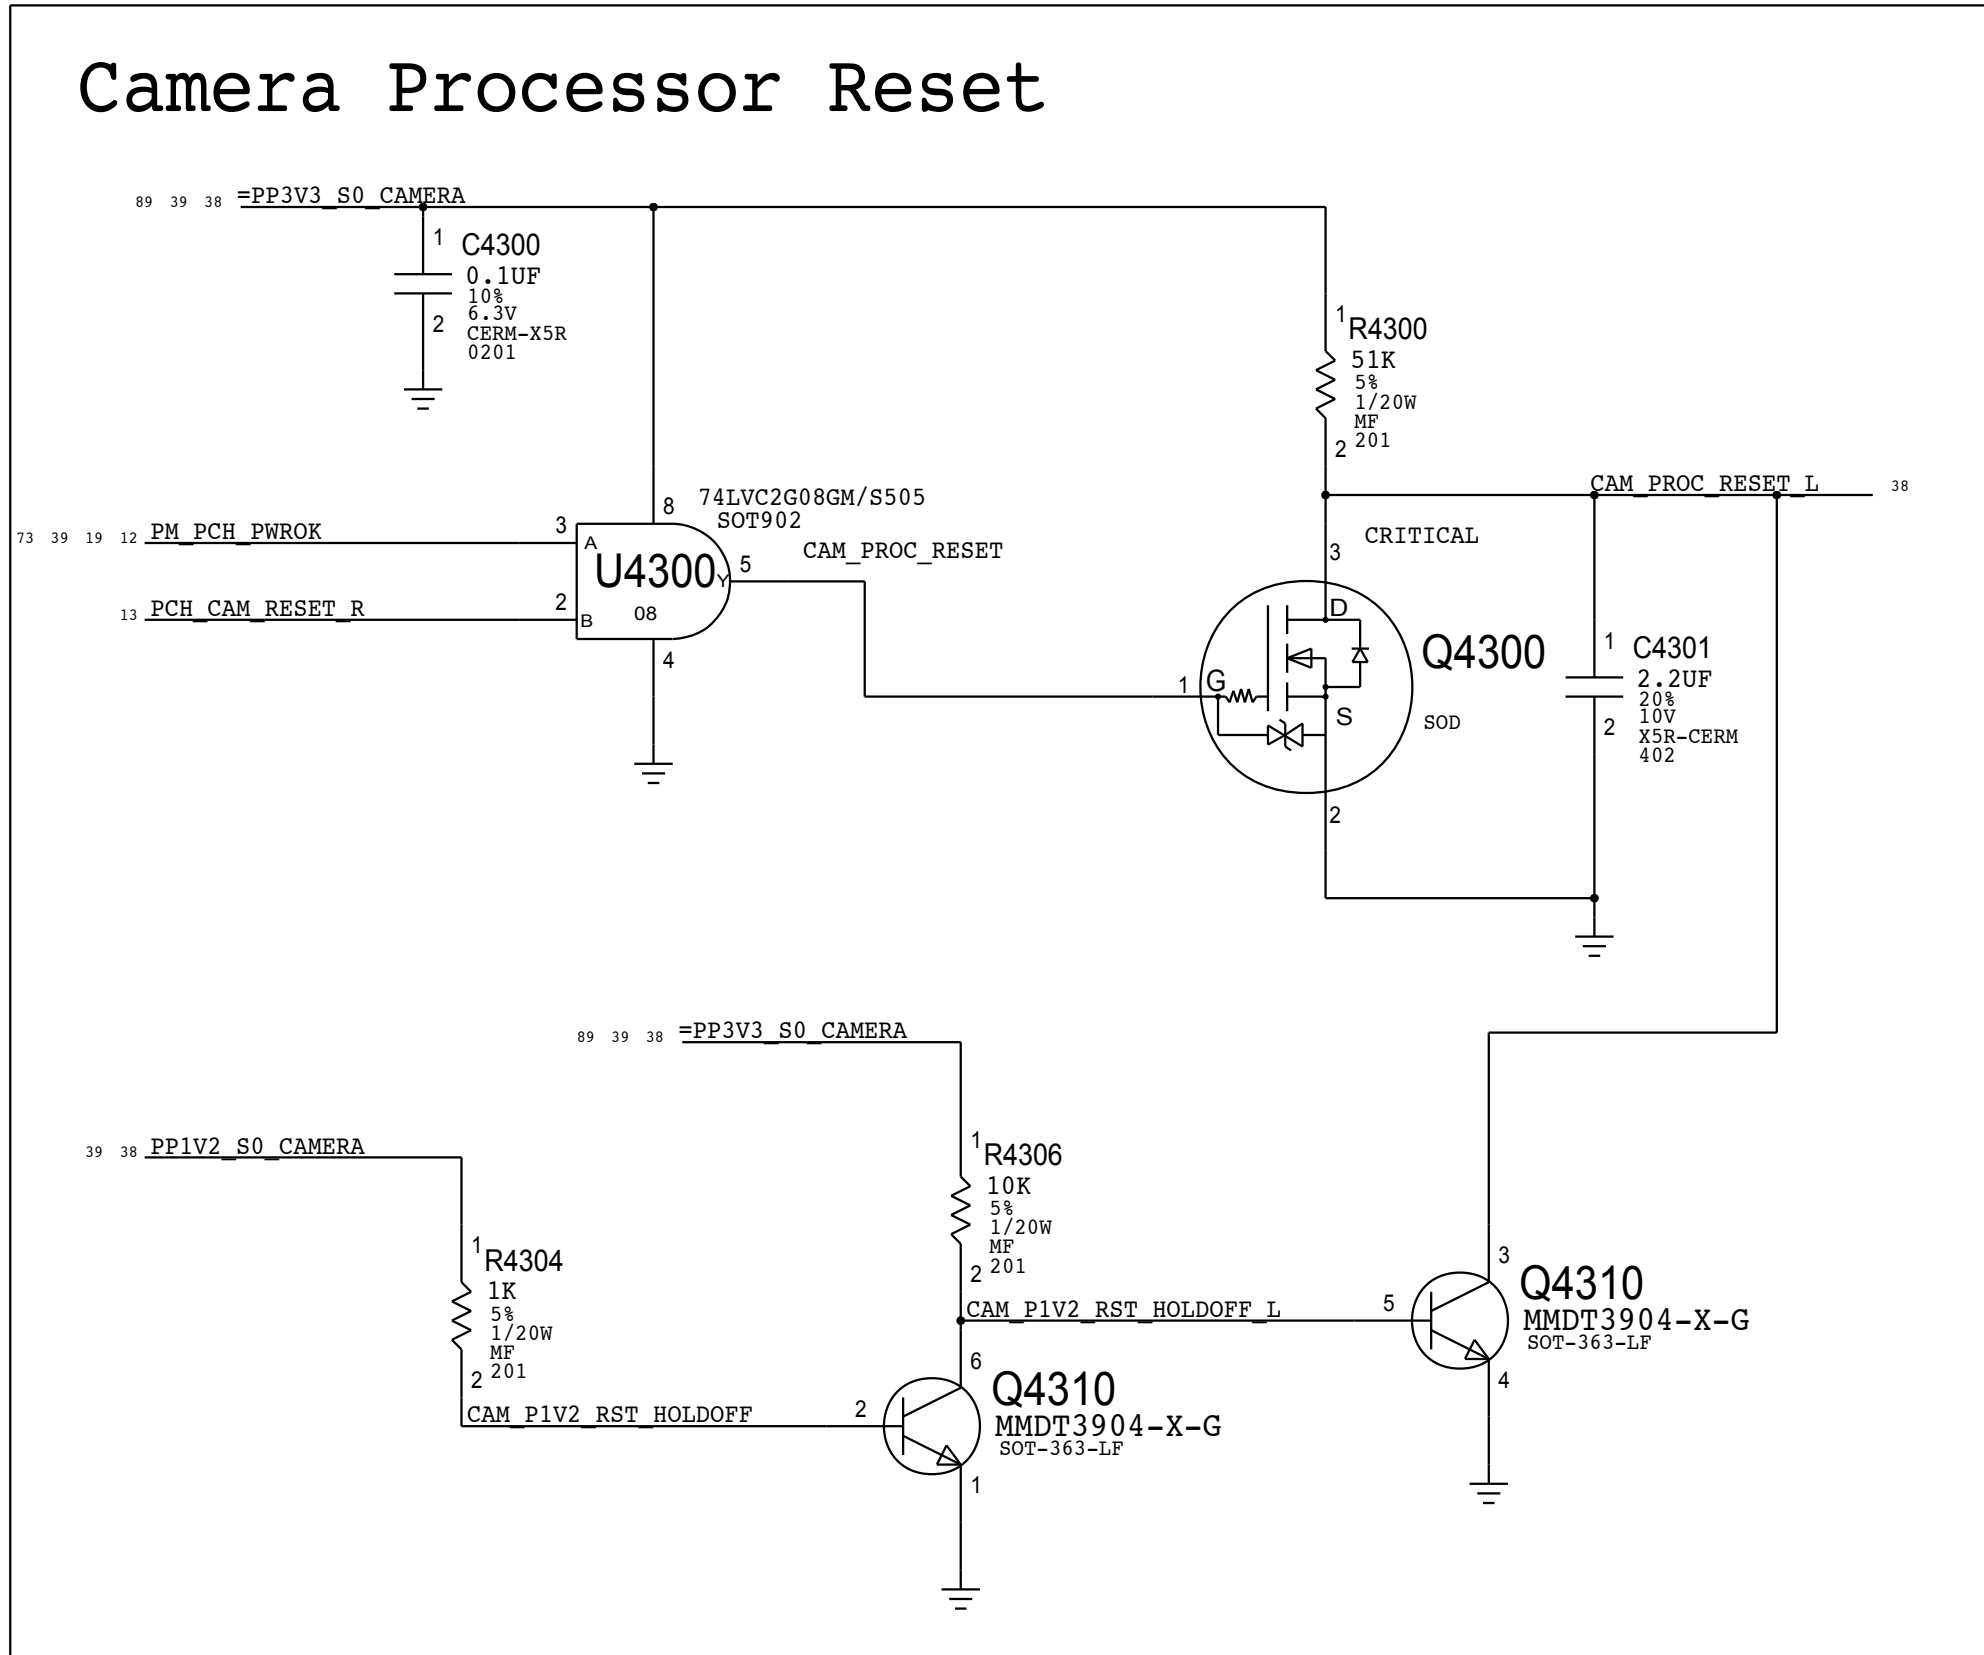 Camera Processor Reset
89 39 38 =PP3V3_S0_CAMERA
1
C4300
0.1UF
10%
6.3V
CERM-X5R
0201
2
1
R4300
51K
5%
1/20W
MF
201
2
CAM_PROC_RESET_L 38
73 39 19 12 PM_PCH_PWROK
3
A
8
74LVC2G08GM/S505
SOT902
U4300
Y
5
CAM_PROC_RESET
13 PCH_CAM_RESET_R
2
B
08
4
CRITICAL
3
D
1
G
S
Q4300
SOD
2
1
C4301
2.2UF
20%
10V
X5R-CERM
402
2
89 39 38 =PP3V3_S0_CAMERA
39 38 PP1V2_S0_CAMERA
1
R4306
10K
5%
1/20W
MF
201
2
1
R4304
1K
5%
1/20W
MF
201
2
CAM_P1V2_RST_HOLDOFF_L
5
3
Q4310
MMDT3904-X-G
SOT-363-LF
4
CAM_P1V2_RST_HOLDOFF
2
6
Q4310
MMDT3904-X-G
SOT-363-LF
1